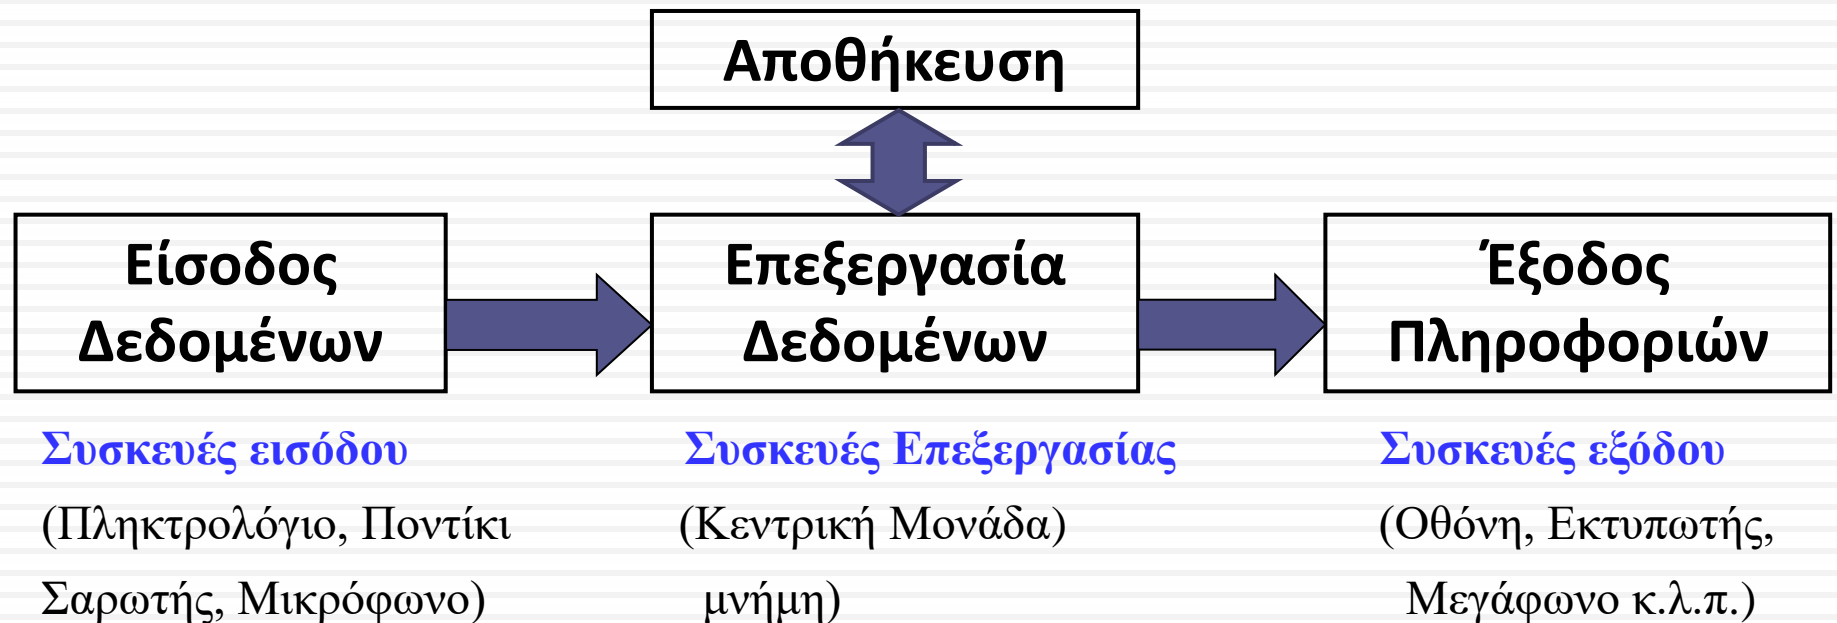 Αποθήκευση
Είσοδος
Δεδομένων
Επεξεργασία
Δεδομένων
Έξοδος
Πληροφοριών
Συσκευές εισόδου
(Πληκτρολόγιο, Ποντίκι
Σαρωτής, Μικρόφωνο)
Συσκευές Επεξεργασίας
(Κεντρική Μονάδα)
μνήμη)
Συσκευές εξόδου
(Οθόνη, Εκτυπωτής,
Μεγάφωνο κ.λ.π.)